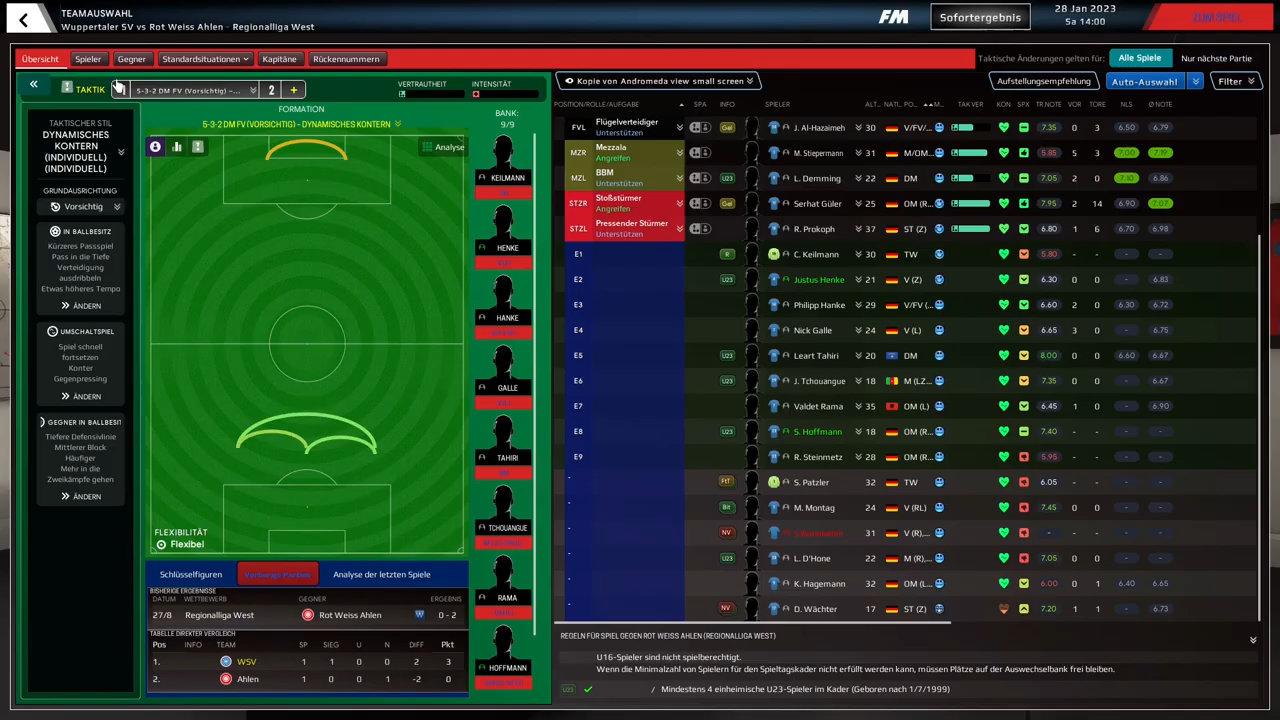 TEAMAUSWAHL
Wuppertaler SV vs Rot Weiss Ahlen - Regionalliga West
FM
Sofortergebnis
28 Jan 2023
Sa 14:00
ZUM SPIEL
Übersicht
Spieler
Gegner
Standardsituationen
Kapitäne
Rückennummern
Taktische Änderungen gelten für:
Alle Spiele
Nur nächste Partie
TAKTIK
5-3-2 DM FV (Vorsichtig) –...
2
VERTRAUTHEIT
INTENSITÄT
Kopie von Andromeda view small screen
Aufstellungsempfehlung
Auto-Auswahl
Filter
TAKTISCHER STIL
DYNAMISCHES
KONTERN
(INDIVIDUELL)
(INDIVIDUELL)
GRUNDAUSRICHTUNG
Vorsichtig
IN BALLBESITZ
Kürzeres Passspiel
Pass in die Tiefe
Verteidigung
ausdribbeln
Etwas höheres Tempo
ÄNDERN
UMSCHALTSPIEL
Spiel schnell
fortsetzen
Konter
Gegenpressing
ÄNDERN
GEGNER IN BALLBESIT
Tiefere Defensivlinie
Mittlerer Block
Häufiger
Mehr in die
Zweikämpfe gehen
ÄNDERN
FORMATION
5-3-2 DM FV (VORSICHTIG) – DYNAMISCHES KONTERN
Analyse
FLEXIBILITÄT
Flexibel
BANK:
9/9
KEILMANN
HENKE
HANKE
GALLE
TAHIRI
TCHOUANGUE
RAMA
HOFFMANN
Schlüsselfiguren
Vorherige Partien
Analyse der letzten Spiele
BISHERIGE ERGEBNISSE
DATUM WETTBEWERB GEGNER ERGEBNIS
27/8 Regionalliga West Rot Weiss Ahlen W 0 - 2
TABELLE DIREKTER VERGLEICH
Pos INFO TEAM SP SIEG U N DIFF Pkt
1. WSV 1 1 0 0 2 3
2. Ahlen 1 0 0 1 -2 0
POSITION/ROLLE/AUFGABE SPA INFO SPIELER ALT... NATI... PO... M... KON SPX TR.NOTE VOR TORE NLS Ø NOTE
TAK VER
FVL Flügelverteidiger Unterstützen Gel J. Al-Hazaimeh 30 V/FV/... 7.35 0 3 6.50 6.79
MZR Mezzala Angreifen M. Stiepermann 31 M/OM... 5.85 5 3 7.00 7.19
MZL BBM Unterstützen U23 L. Demming 22 DM 7.05 2 0 7.10 6.86
STZR Stoßstürmer Angreifen Gel Serhat Güler 25 OM (R... 7.95 2 14 6.90 7.07
STZL Pressender Stürmer Unterstützen R. Prokoph 37 ST (Z) 6.80 1 6 6.70 6.98
E1 R C. Keilmann 30 TW 5.80 - - - -
E2 U23 Justus Henke 21 V (Z) 6.30 0 0 - 6.83
E3 Philipp Hanke 29 V/FV (... 6.60 2 0 6.30 6.72
E4 Nick Galle 24 V (L) 6.65 3 0 - 6.75
E5 U23 Leart Tahiri 20 DM 8.00 0 0 6.60 6.67
E6 U23 J. Tchouangue 18 M (LZ... 7.35 0 0 - 6.67
E7 Valdet Rama 35 OM (L) 6.45 1 0 - 6.90
E8 U23 S. Hoffmann 18 OM (R... 7.40 - - - -
E9 R. Steinmetz 28 OM (R... 5.95 - - - -
- FtT S. Patzler 32 TW 6.05 - - - -
- Bit M. Montag 24 V (RL) 7.45 - - - -
- NV 31 V (R),... - - - - -
- U23 L. D'Hone 22 M (R),... 7.05 - - - -
- K. Hagemann 32 OM (L) 6.00 0 1 6.40 6.65
- NV D. Wächter 17 ST (Z) 7.20 1 1 - 6.73
REGELN FÜR SPIEL GEGEN ROT WEISS AHLEN (REGIONALLIGA WEST)
U16-Spieler sind nicht spielberechtigt.
Wenn die Minimalzahl von Spielern für den Spieltagskader nicht erfüllt werden kann, müssen Plätze auf der Auswechselbank frei bleiben.
U23 / Mindestens 4 einheimische U23-Spieler im Kader (Geboren nach 1/7/1999)